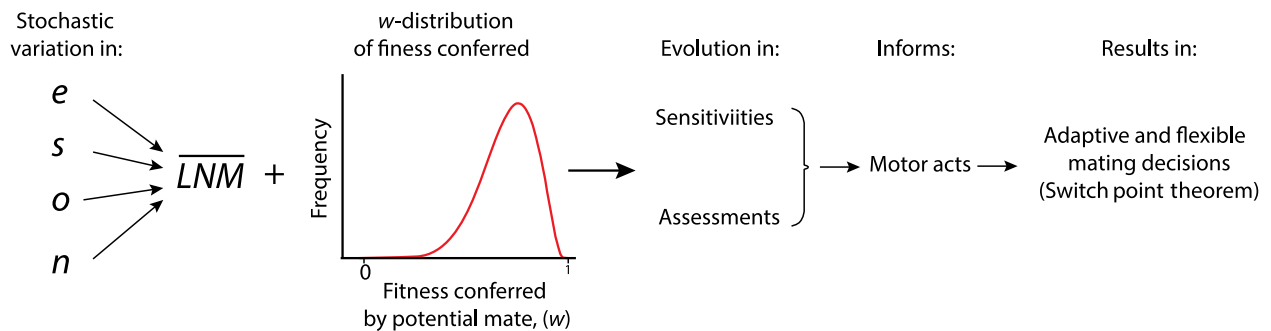 Stochastic
variation in:
e
s
o
n
LNM +
w-distribution
of finess conferred
Frequency
0
1
Fitness conferred
by potential mate, (w)
Evolution in:
Sensitiviities
Assessments
Informs:
Motor acts
Results in:
Adaptive and flexible
mating decisions
(Switch point theorem)